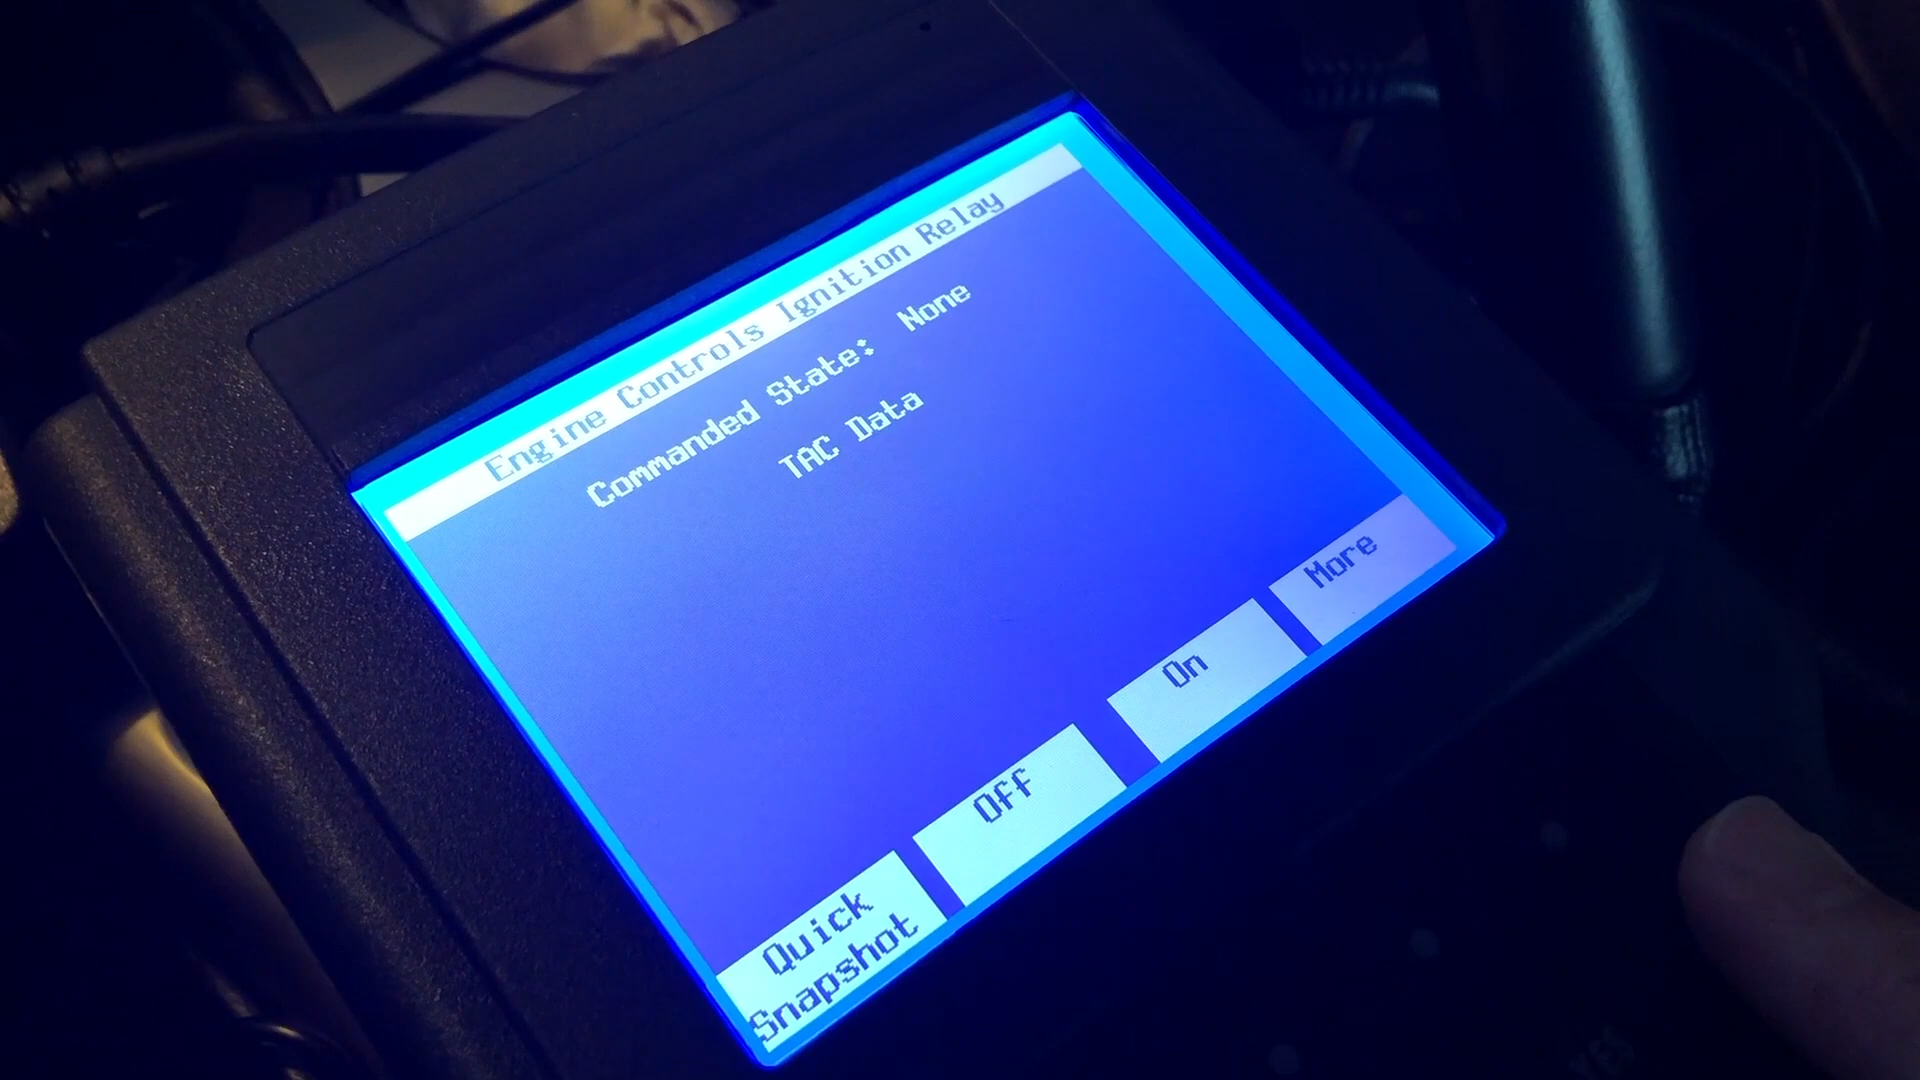 Engine Controls Ignition Relay
Commanded State: None
TAC Data
Quick Snapshot
Off
On
More